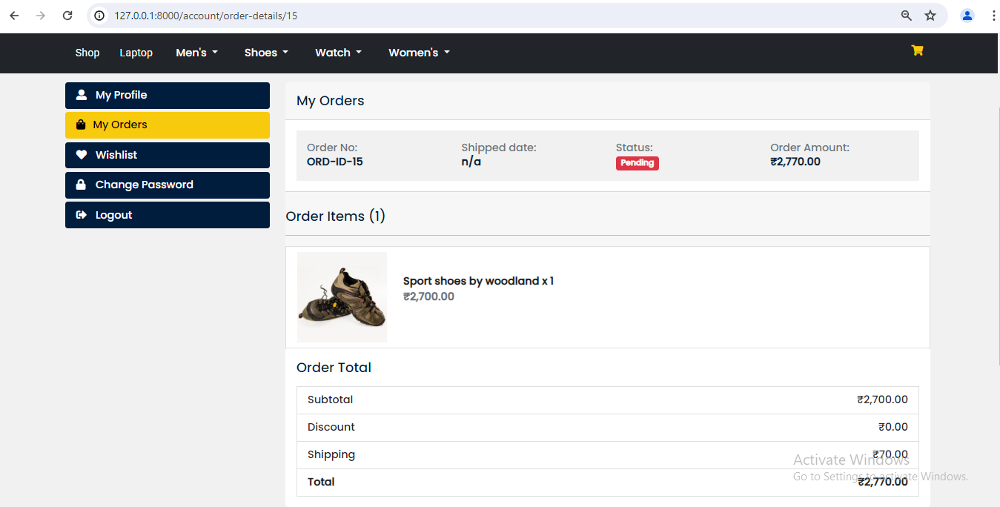 127.0.0.1:8000/account/order-details/15
Shop Laptop Men's Shoes Watch Women's
My Profile
My Orders
Wishlist
Change Password
Logout
My Orders
Order No: Shipped date: Status: Order Amount:
ORD-ID-15 n/a Pending ₹2,770.00
Order Items (1)
Sport shoes by woodland x 1
₹2,700.00
Order Total
Subtotal ₹2,700.00
Discount ₹0.00
Shipping ₹70.00
Total ₹2,770.00
Activate Windows
Go to Settings to activate Windows.